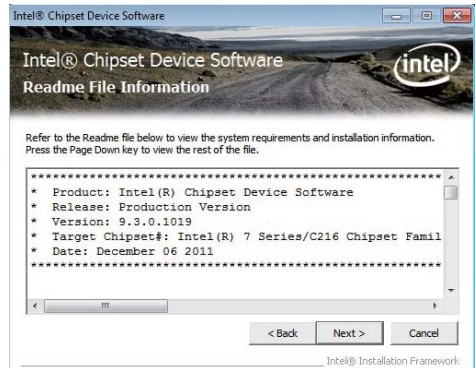 Intel® Chipset Device Software
Intel® Chipset Device Software
intel
Readme File Information
Refer to the Readme file below to view the system requirements and installation information.
Press the Page Down key to view the rest of the file.
************************************************
* Product: Intel(R) Chipset Device Software
* Release: Production Version
* Version: 9.3.0.1019
* Target Chipset#: Intel(R) 7 Series/C216 Chipset Famil
* Date: December 06 2011
************************************************
< Back
Next >
Cancel
Intel® Installation Framework